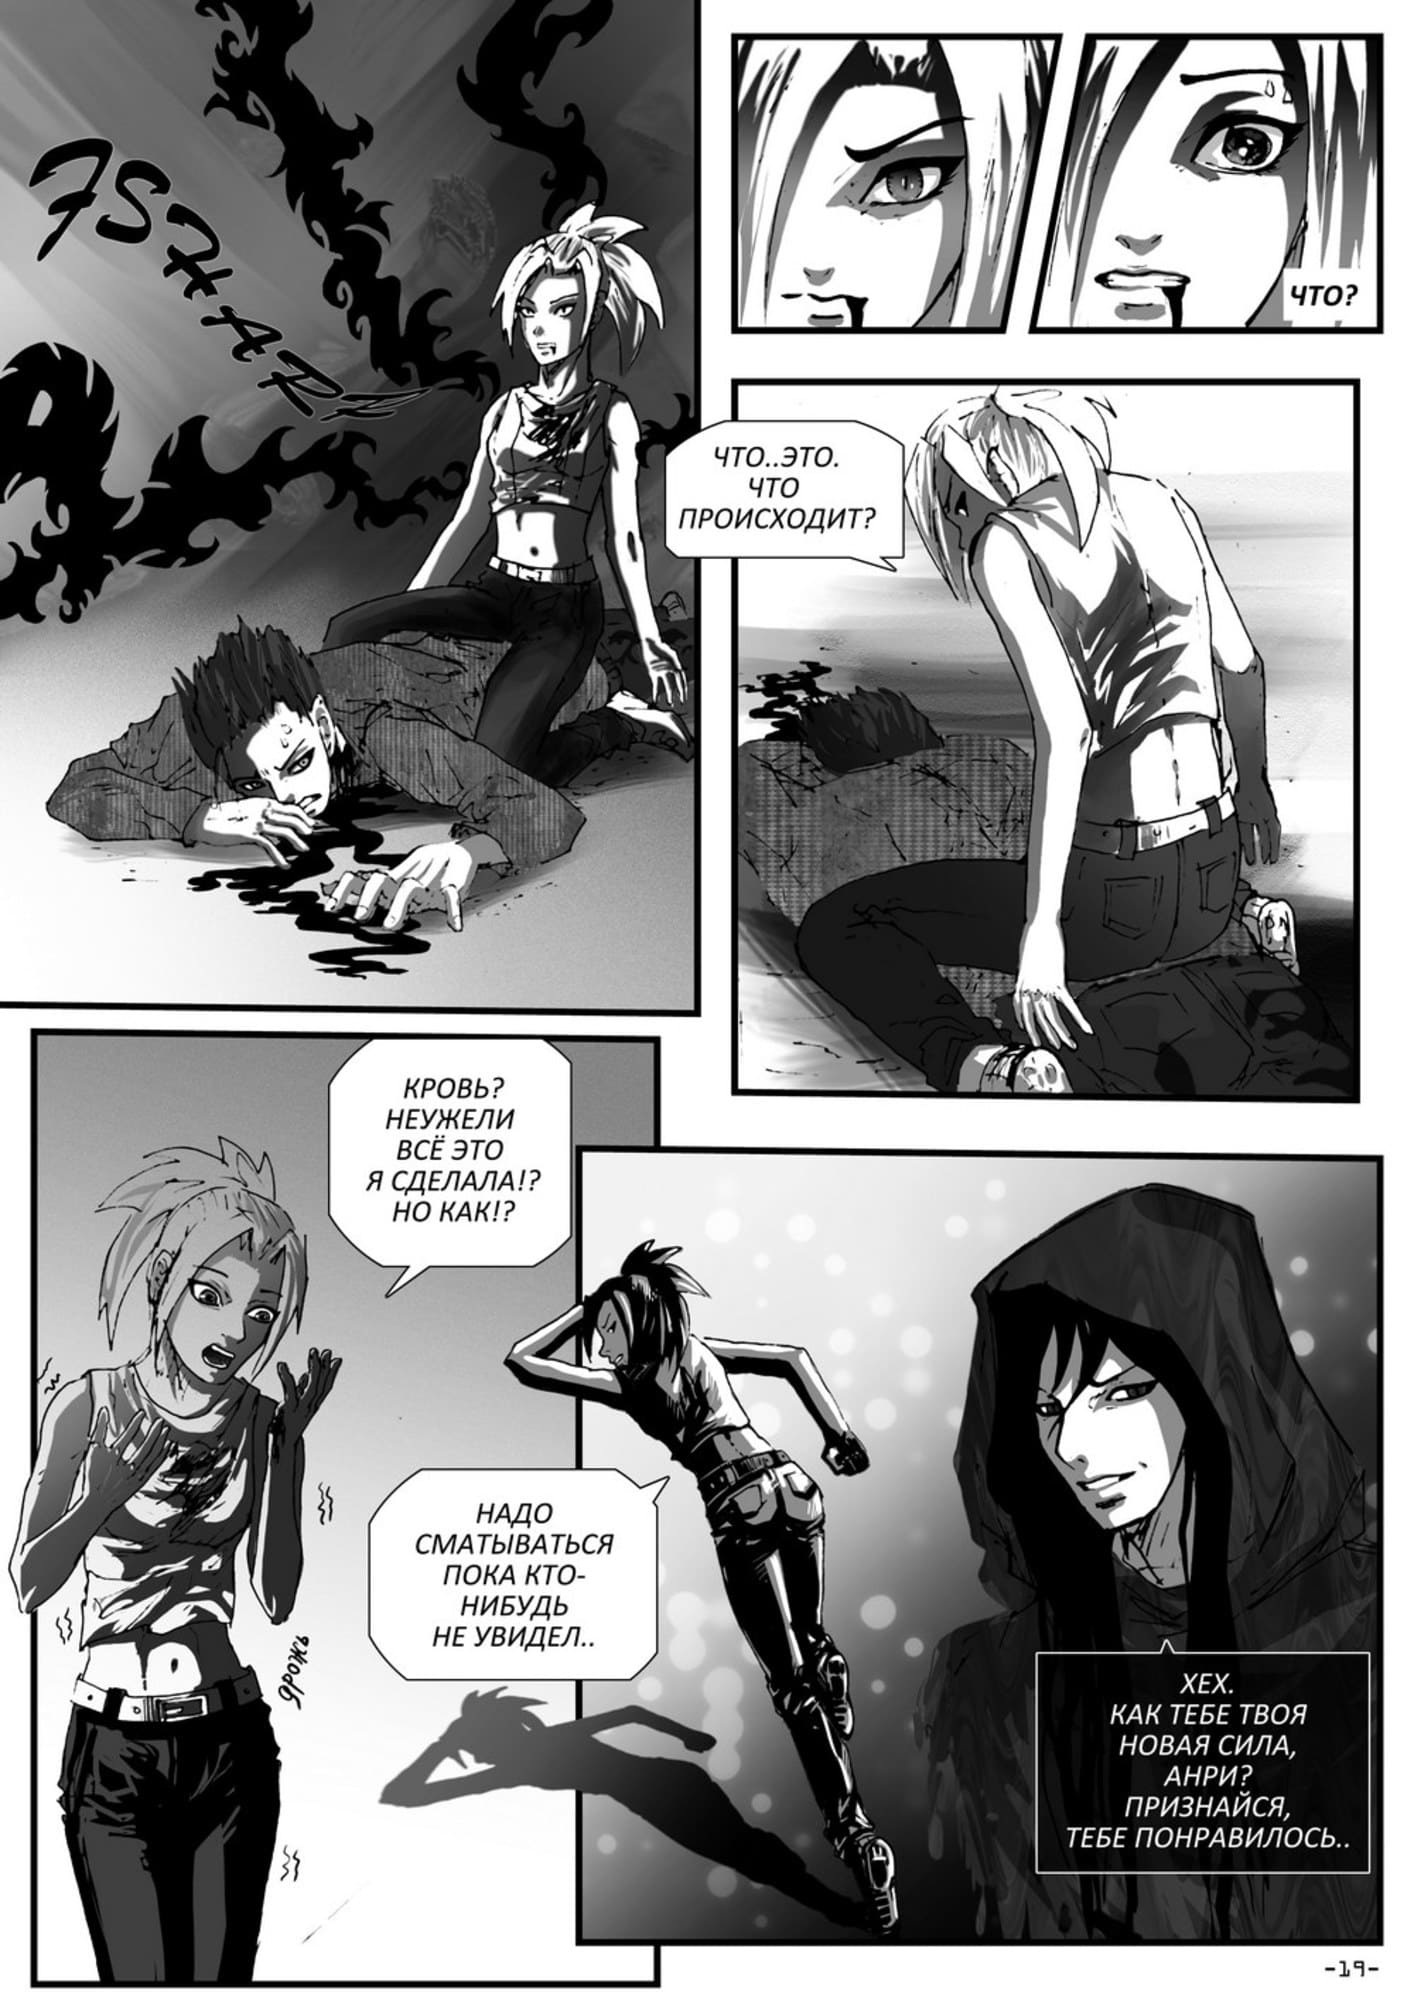 FSHARK
ЧТО?
ЧТО..ЭТО.
ЧТО
ПРОИСХОДИТ?
КРОВЬ?
НЕУЖЕЛИ
ВСЁ ЭТО
Я СДЕЛАЛА!?
НО КАК!?
дрожь
НАДО
СМАТЫВАТЬСЯ
ПОКА КТО-
НИБУДЬ
НЕ УВИДЕЛ..
ХЕХ.
КАК ТЕБЕ ТВОЯ
НОВАЯ СИЛА,
АНРИ?
ПРИЗНАЙСЯ,
ТЕБЕ ПОНРАВИЛОСЬ..
-19-